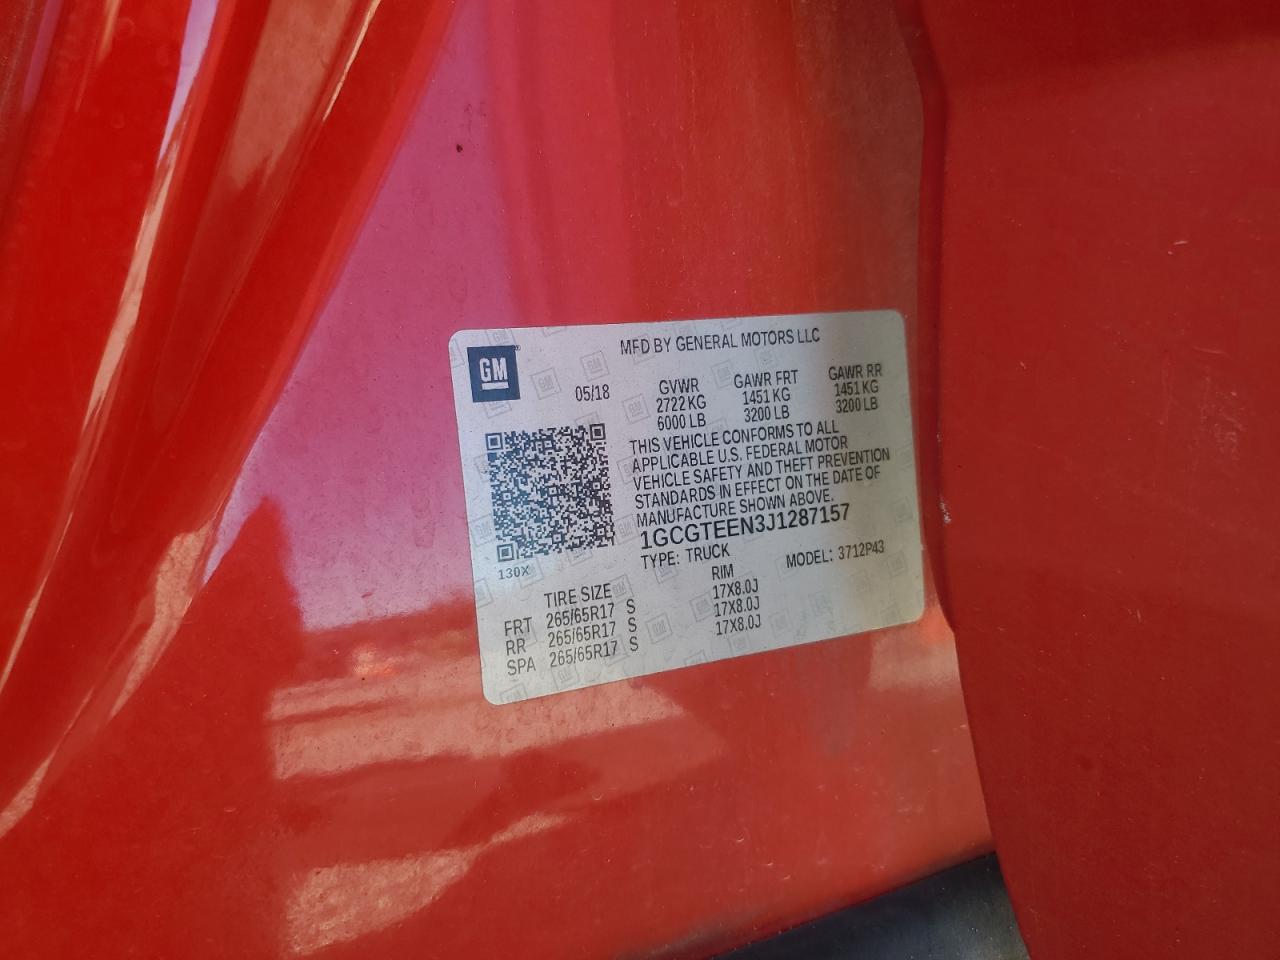 GM
MFD BY GENERAL MOTORS LLC
05/18
GVWR GAWR FRT GAWR RR
2722 KG 1451 KG 1451 KG
6000 LB 3200 LB 3200 LB
THIS VEHICLE CONFORMS TO ALL
APPLICABLE U.S. FEDERAL MOTOR
VEHICLE SAFETY AND THEFT PREVENTION
STANDARDS IN EFFECT ON THE DATE OF
MANUFACTURE SHOWN ABOVE.
1GCGTEEN3J1287157
TYPE: TRUCK MODEL: 3712P43
130X
TIRE SIZE RIM
FRT 265/65R17 S 17X8.0J
RR 265/65R17 S 17X8.0J
SPA 265/65R17 S 17X8.0J